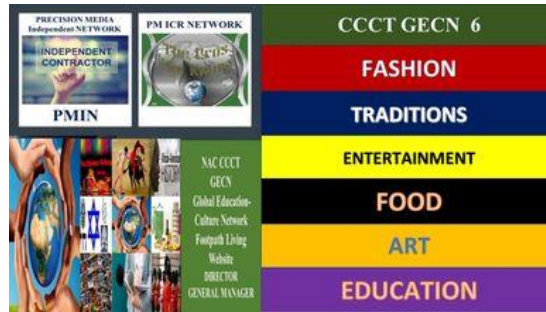 PRECISION MEDIA
Independent NETWORK
INDEPENDENT
CONTRACTOR
PMIN
PM ICR NETWORK
CCCT GECN 6
FASHION
TRADITIONS
ENTERTAINMENT
FOOD
ART
EDUCATION
NAC CCCT
GECN
Global Education-
Culture Network
Footpath Living
Website
DIRECTOR
GENERAL MANAGER